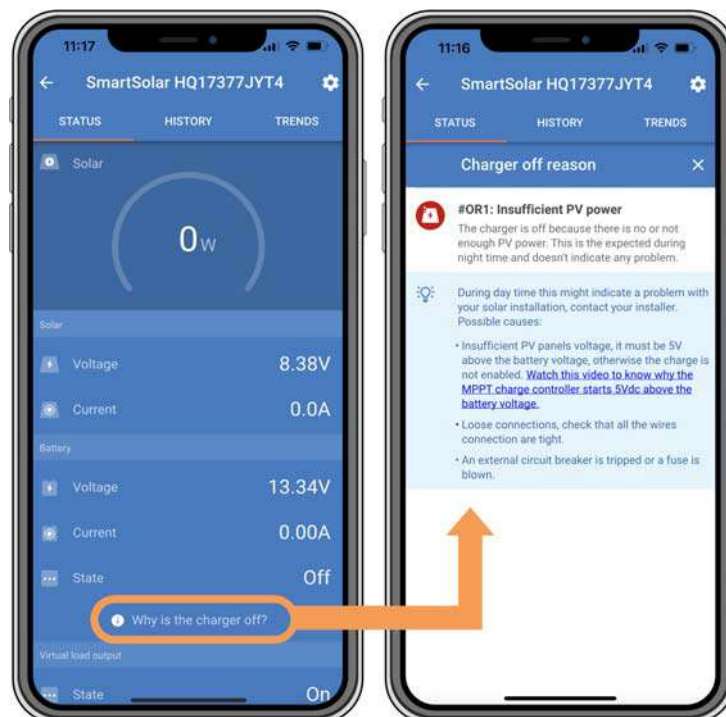 11:17
SmartSolar HQ17377JYT4
STATUS HISTORY TRENDS
Solar
0W
Solar
Voltage 8.38V
Current 0.0A
Battery
Voltage 13.34V
Current 0.00A
State Off
Why is the charger off?
Virtual load output
State On
11:16
SmartSolar HQ17377JYT4
STATUS HISTORY TRENDS
Charger off reason
#OR1: Insufficient PV power
The charger is off because there is no or not
enough PV power. This is the expected during
night time and doesn't indicate any problem.
During day time this might indicate a problem with
your solar installation, contact your installer.
Possible causes:
• Insufficient PV panels voltage, it must be 5V
above the battery voltage, otherwise the charge is
not enabled. Watch this video to know why the
MPPT charge controller starts 5Vdc above the
battery voltage.
• Loose connections, check that all the wires
connection are tight.
• An external circuit breaker is tripped or a fuse is
blown.